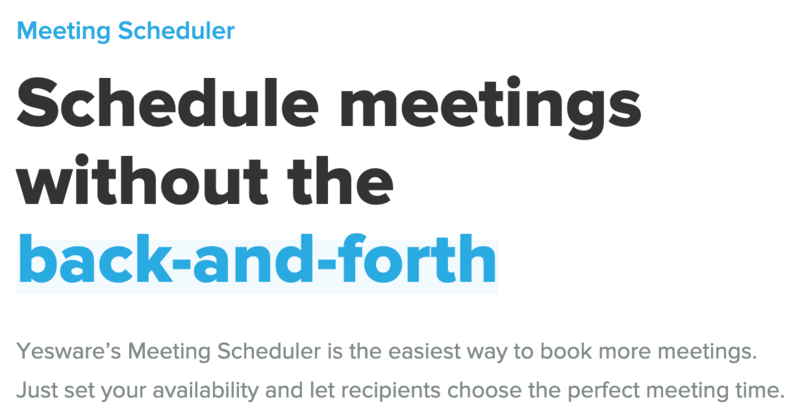 Meeting Scheduler
Schedule meetings
without the
back-and-forth
Yesware’s Meeting Scheduler is the easiest way to book more meetings.
Just set your availability and let recipients choose the perfect meeting time.